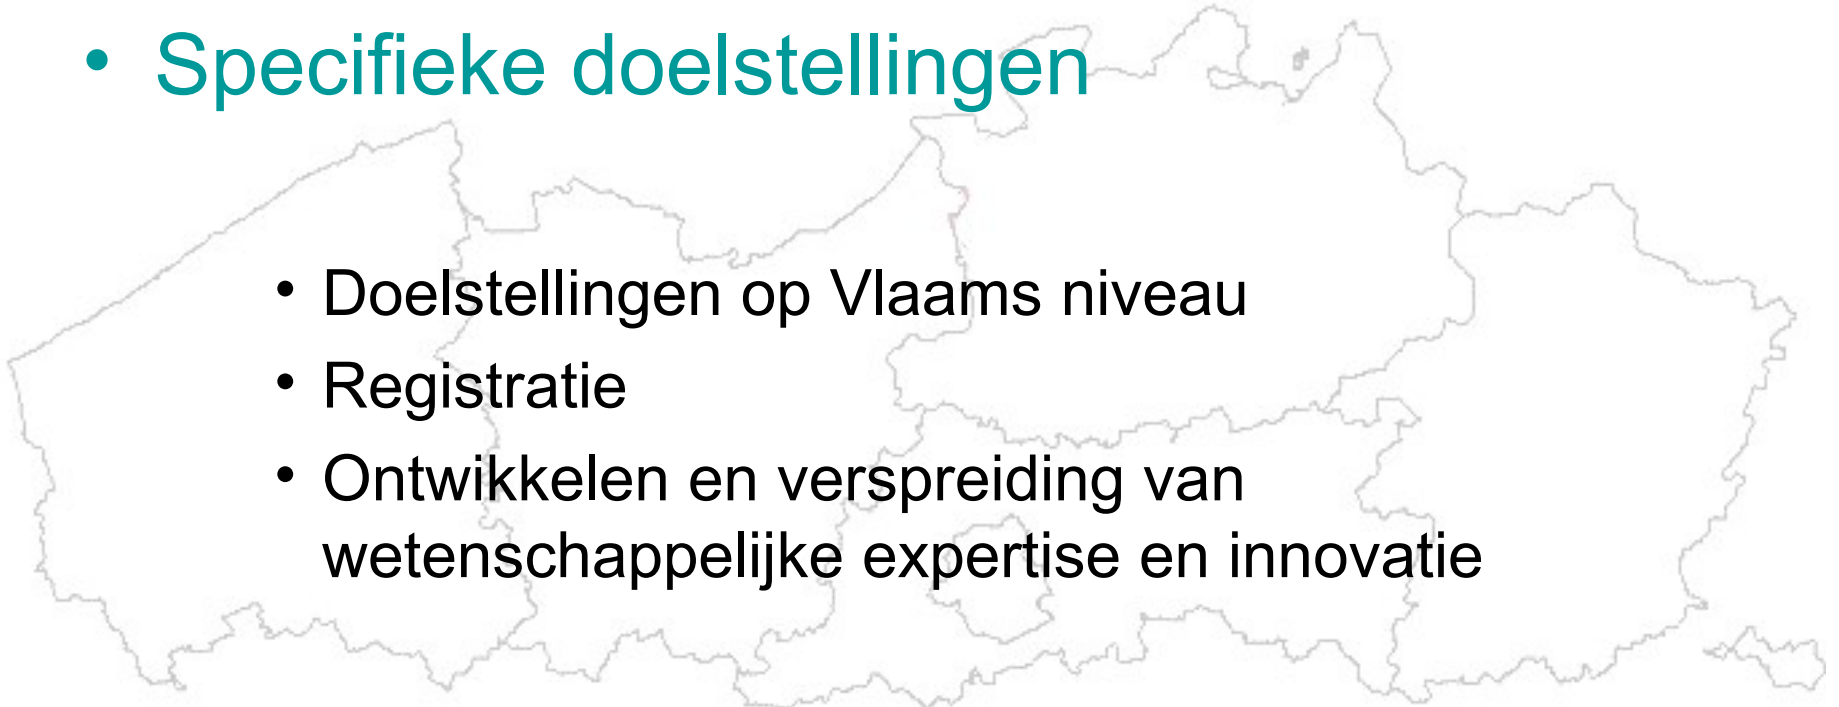 • Specifieke doelstellingen
• Doelstellingen op Vlaams niveau
• Registratie
• Ontwikkelen en verspreiding van
wetenschappelijke expertise en innovatie